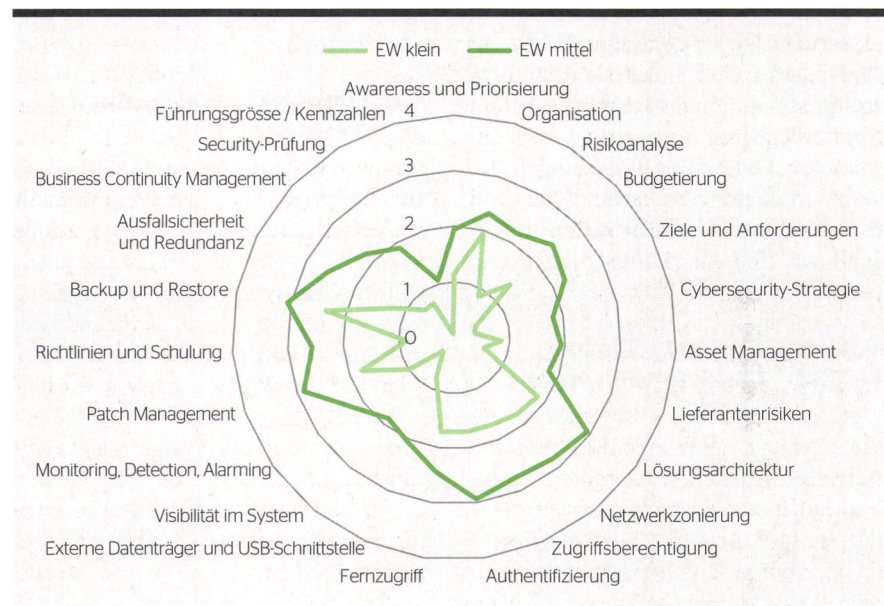 EW klein EW mittel
Awareness und Priorisierung
Führungsgrösse / Kennzahlen
4
Organisation
Security-Prüfung
Risikoanalyse
3
Business Continuity Management
Budgetierung
Ausfallsicherheit
und Redundanz
2
Ziele und Anforderungen
Backup und Restore
1
Cybersecurity-Strategie
Richtlinien und Schulung
0
Asset Management
Patch Management
Lieferantenrisiken
Monitoring, Detection, Alarming
Lösungsarchitektur
Visibilität im System
Netzwerkzonierung
Externe Datenträger und USB-Schnittstelle
Zugriffsberechtigung
Fernzugriff
Authentifizierung